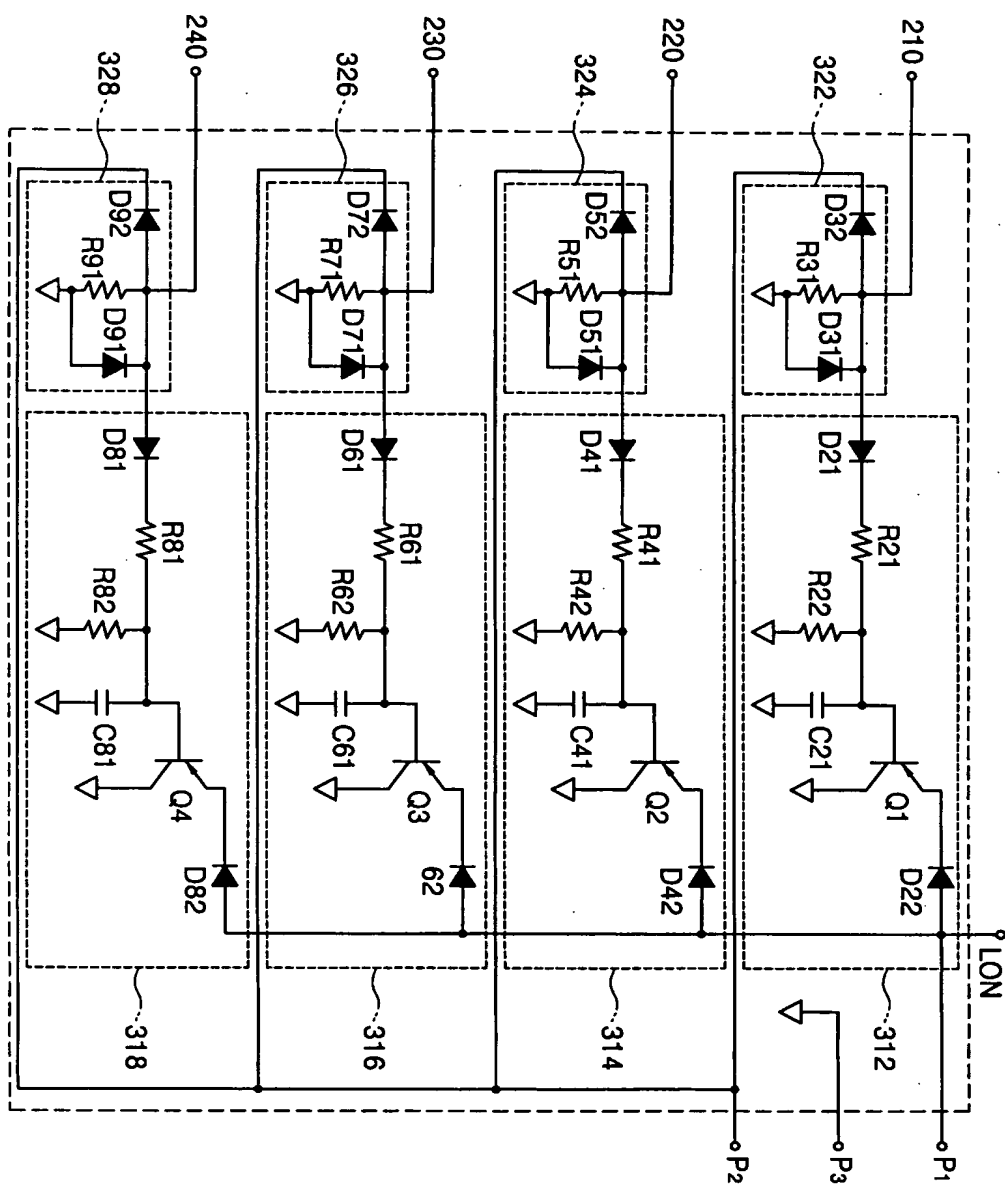 210
220
230
240
322
324
326
328
D32
R31
D31
D21
R21
R22
C21
Q1
D22
LON
312
P1
P3
P2
D52
R51
D51
D41
R41
R42
C41
Q2
D42
314
D72
R71
D71
D61
R61
R62
C61
Q3
62
316
D92
R91
D91
D81
R81
R82
C81
Q4
D82
318